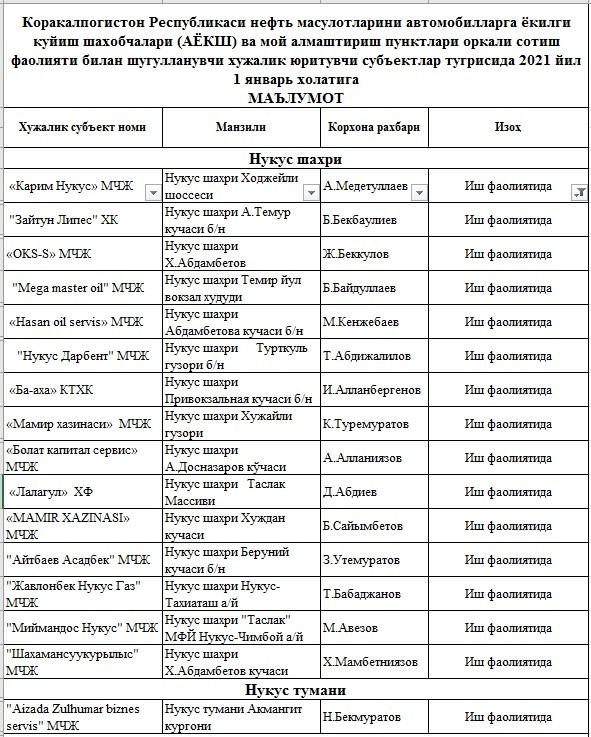 Коракалпогистон Республикаси нефть масулотларини автомобилларга ёкилги
куйиш шахобчалари (АЁКШ) ва мой алмаштириш пунктлари оркали сотиш
фаолияти билан шугулланувчи хужалик юритувчи субъектлар тугрисида 2021 йил
1 январь холатига
МАЪЛУМОТ
Хужалик субъект номи Манзили Корхона рахбари Изоҳ
Нукус шахри
«Карим Нукус» МЧЖ Нукус шахри Ходжейли шоссеси А.Медетуллаев Иш фаолиятида
"Зайтун Липес" ХК Нукус шахри А.Темур кучаси б/н Б.Бекбаулиев Иш фаолиятида
«OKS-S» МЧЖ Нукус шахри Х.Абдамбетов Ж.Беккулов Иш фаолиятида
"Mega master oil" МЧЖ Нукус шахри Темир йул вокзал худуди Б.Байдуллаев Иш фаолиятида
«Hasan oil servis» МЧЖ Нукус шахри Абдамбетова кучаси б/н М.Кенжебаев Иш фаолиятида
"Нукус Дарбент" МЧЖ Нукус шахри Турткуль гузори б/н Т.Абдижалилов Иш фаолиятида
«Ба-аха» КТХК Нукус шахри Привокзальная кучаси б/н И.Алланбергенов Иш фаолиятида
«Мамир хазинаси» МЧЖ Нукус шахри Хужайли гузори К.Туремуратов Иш фаолиятида
«Болат капитал сервис» МЧЖ Нукус шахри А.Досназаров кўчаси А.Алланиязов Иш фаолиятида
«Лалагул» ХФ Нукус шахри Таслак Массиви Д.Абдиев Иш фаолиятида
«MAMIR XAZINASI» МЧЖ Нукус шахри Хуждан кучаси Б.Сайымбетов Иш фаолиятида
"Айтбаев Асадбек" МЧЖ Нукус шахри Беруний кучаси б/н З.Утемуратов Иш фаолиятида
"Жавлонбек Нукус Газ" МЧЖ Нукус шахри Нукус-Тахиаташ а/й Т.Бабаджанов Иш фаолиятида
"Миймандос Нукус" МЧЖ Нукус шахри "Таслак" МФЙ Нукус-Чимбой а/й М.Авезов Иш фаолиятида
"Шахамансуукурылыс" МЧЖ Нукус шахри Х.Абдамбетов кучаси Х.Мамбетниязов Иш фаолиятида
Нукус тумани
"Aizada Zulhumar biznes servis" МЧЖ Нукус тумани Акмангит кургони Н.Бекмуратов Иш фаолиятида